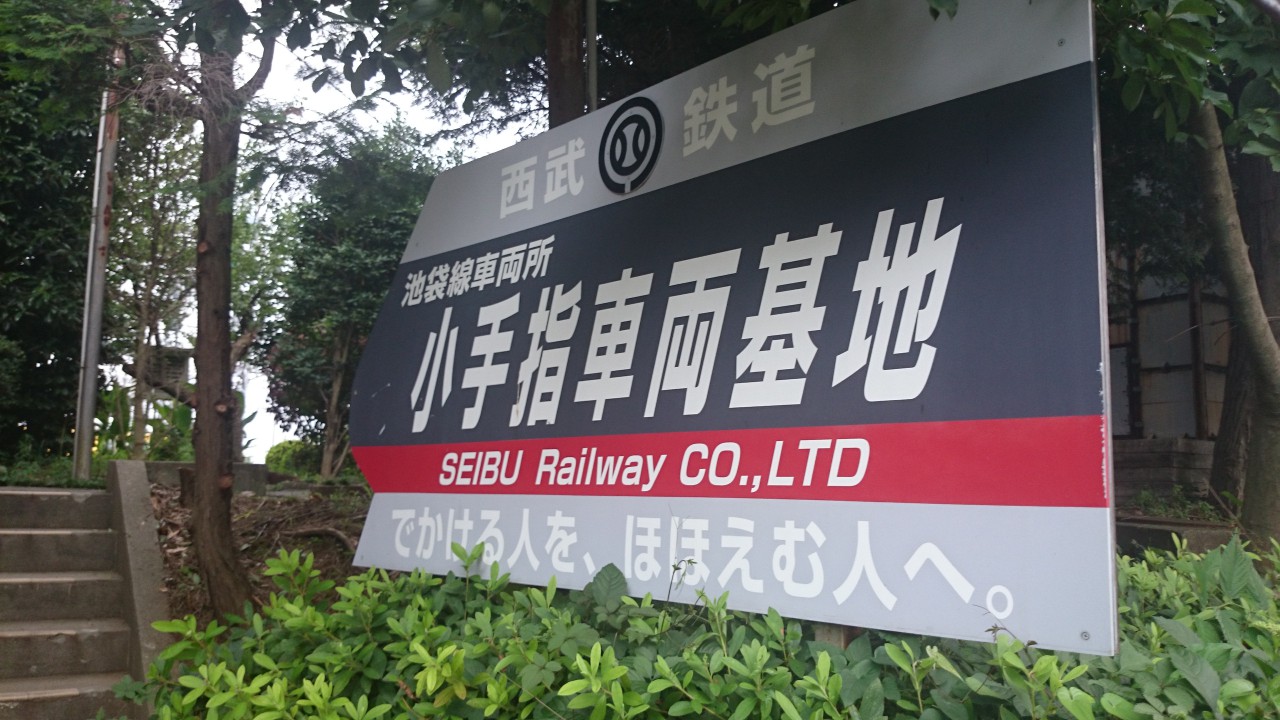 西武 鉄道
池袋線車両所
小手指車両基地
SEIBU Railway CO.,LTD
でかける人を、ほほえむ人へ。